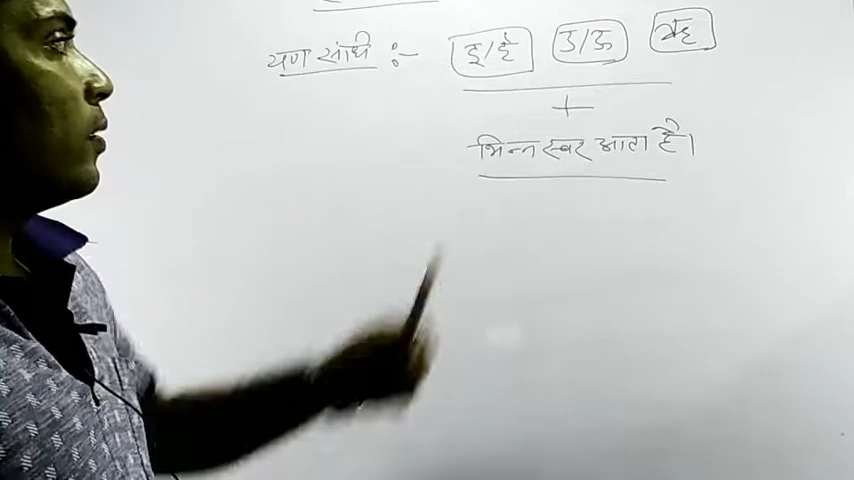 यण संधि :- इ/ई उ/ऊ ऋ
+
भिन्न स्वर आता है।